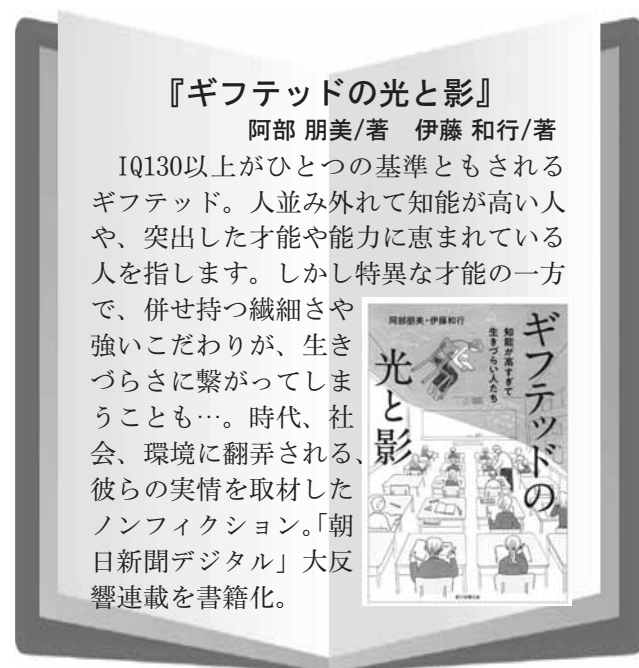 『ギフテッドの光と影』
阿部 朋美/著　伊藤 和行/著
　IQ130以上がひとつの基準ともされる
ギフテッド。人並み外れて知能が高い人
や、突出した才能や能力に恵まれている
人を指します。しかし特異な才能の一方
で、併せ持つ繊細さや
強いこだわりが、生き
づらさに繋がってしま
うことも…。時代、社
会、環境に翻弄される、
彼らの実情を取材した
ノンフィクション。「朝
日新聞デジタル」大反
響連載を書籍化。
阿部朋美・伊藤和行
ギフテッドの
光と影
知能が高すぎて
生きづらい人たち